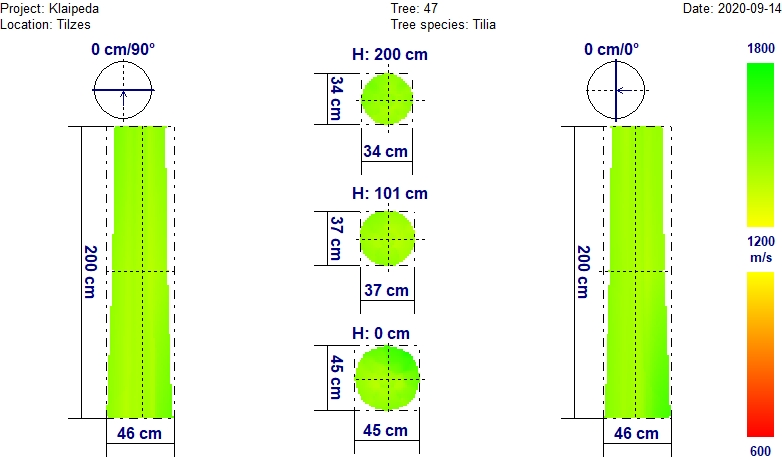 Project: Klaipeda
Tree: 47
Date: 2020-09-14
Location: Tilzes
Tree species: Tilia
0 cm/90°
H: 200 cm
0 cm/0°
1800
34 cm
34 cm
H: 101 cm
37 cm
37 cm
200 cm
200 cm
1200
m/s
H: 0 cm
45 cm
45 cm
46 cm
46 cm
600